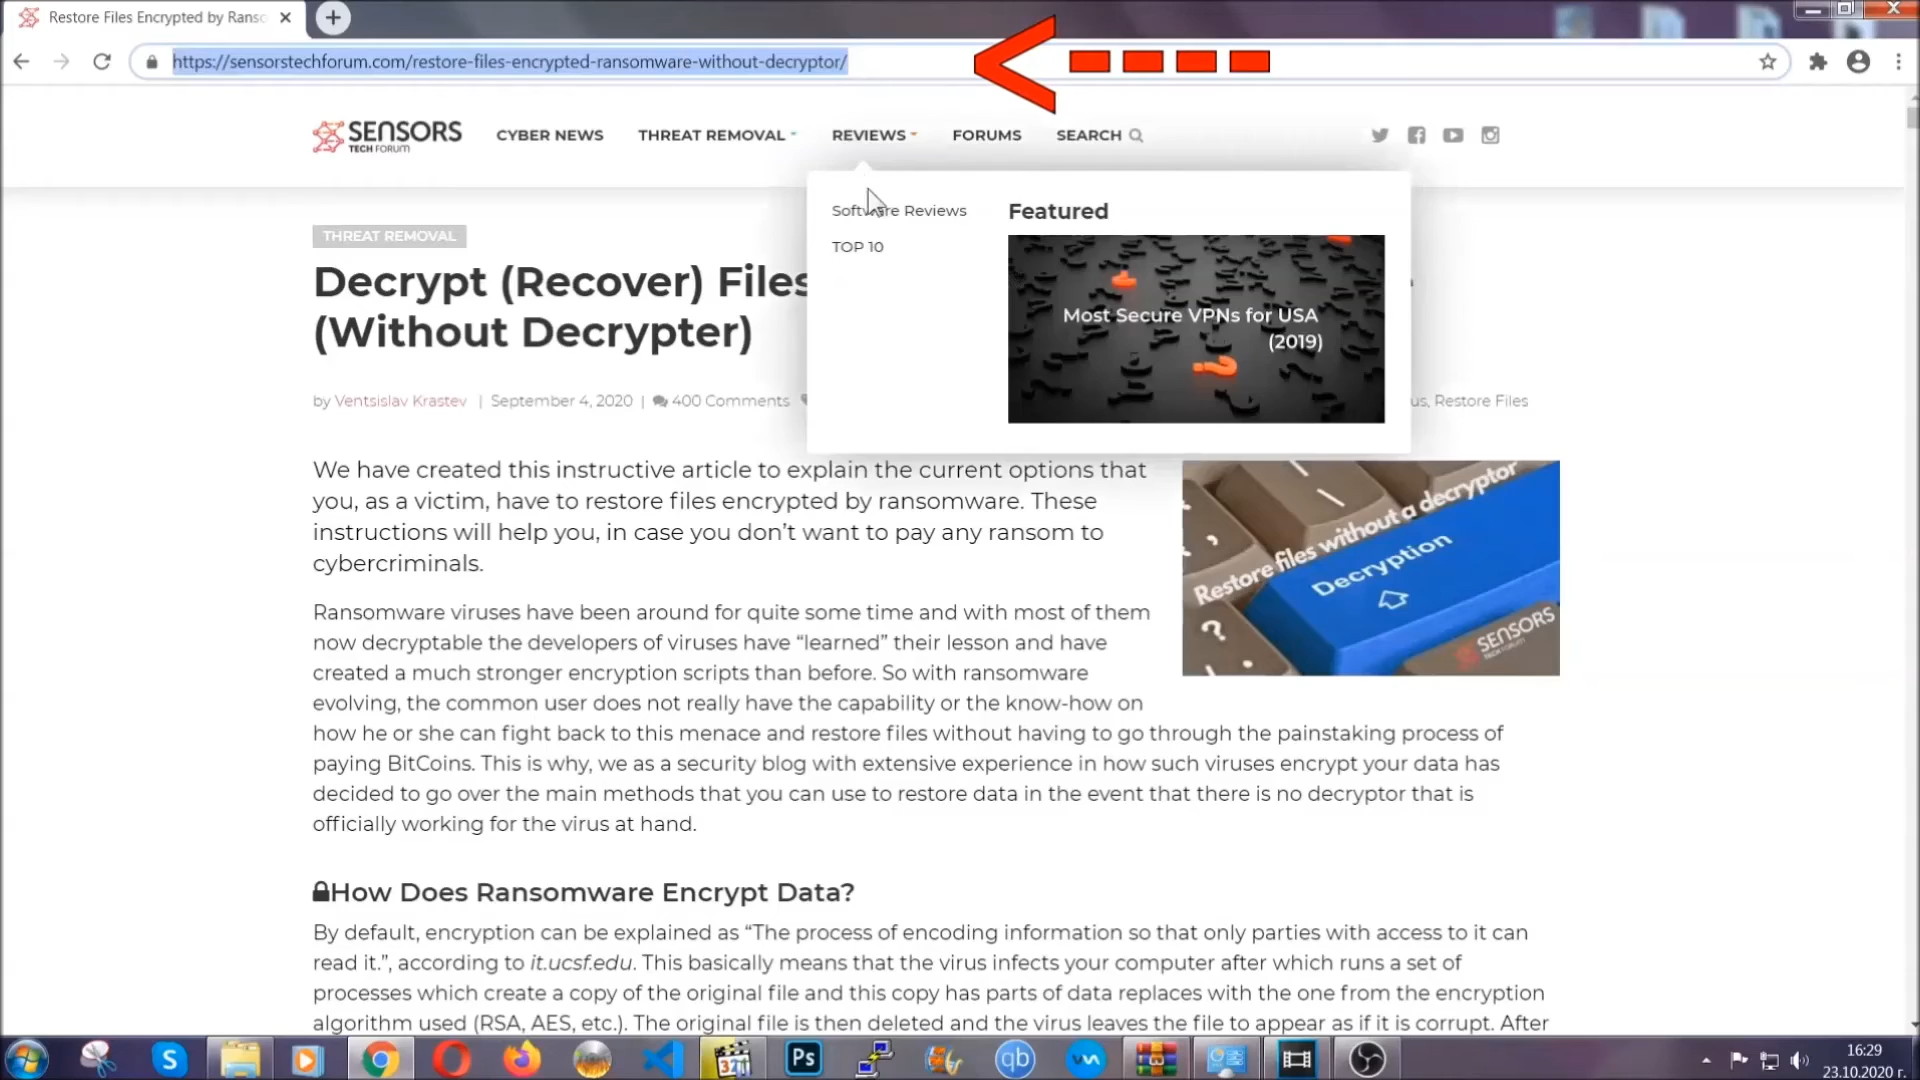 Restore Files Encrypted by Ranso
https://sensorstechforum.com/restore-files-encrypted-ransomware-without-decryptor/
SENSORS
TECH FORUM
CYBER NEWS
THREAT REMOVAL
REVIEWS
FORUMS
SEARCH
Software Reviews
TOP 10
Featured
Most Secure VPNs for USA
(2019)
THREAT REMOVAL
Decrypt (Recover) Files
(Without Decrypter)
by Ventsislav Krastev | September 4, 2020 | 400 Comments
us, Restore Files
We have created this instructive article to explain the current options that
you, as a victim, have to restore files encrypted by ransomware. These
instructions will help you, in case you don’t want to pay any ransom to
cybercriminals.
Restore files without a decryptor
Decryption
SENSORS
TECH FORUM
Ransomware viruses have been around for quite some time and with most of them
now decryptable the developers of viruses have “learned” their lesson and have
created a much stronger encryption scripts than before. So with ransomware
evolving, the common user does not really have the capability or the know-how on
how he or she can fight back to this menace and restore files without having to go through the painstaking process of
paying BitCoins. This is why, we as a security blog with extensive experience in how such viruses encrypt your data has
decided to go over the main methods that you can use to restore data in the event that there is no decryptor that is
officially working for the virus at hand.
How Does Ransomware Encrypt Data?
By default, encryption can be explained as “The process of encoding information so that only parties with access to it can
read it.”, according to it.ucsf.edu. This basically means that the virus infects your computer after which runs a set of
processes which create a copy of the original file and this copy has parts of data replaces with the one from the encryption
algorithm used (RSA, AES, etc.). The original file is then deleted and the virus leaves the file to appear as if it is corrupt. After
S
321
Ps
qb
16:29
23.10.2020 г.